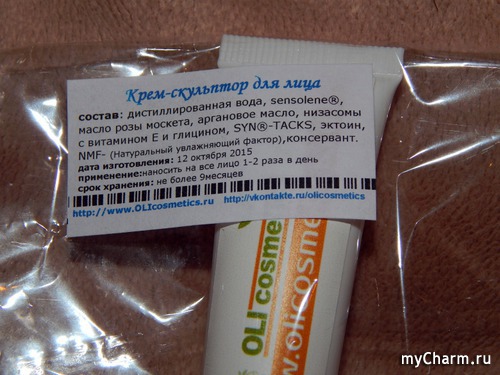 Крем-скульптор для лица
состав: дистиллированная вода, sensolene®,
масло розы москета, аргановое масло, низасомы
с витамином Е и глицином, SYN®-TACKS, эктоин,
NMF- (Натуральный увлажняющий фактор),консервант.
дата изготовления: 12 октября 2015
применение:наносить на все лицо 1-2 раза в день
срок хранения: не более 9месяцев
http://www.OLIcosmetics.ru http://vkontakte.ru/olicosmetics
OLI cosme
w.olicosme
myCharm.ru